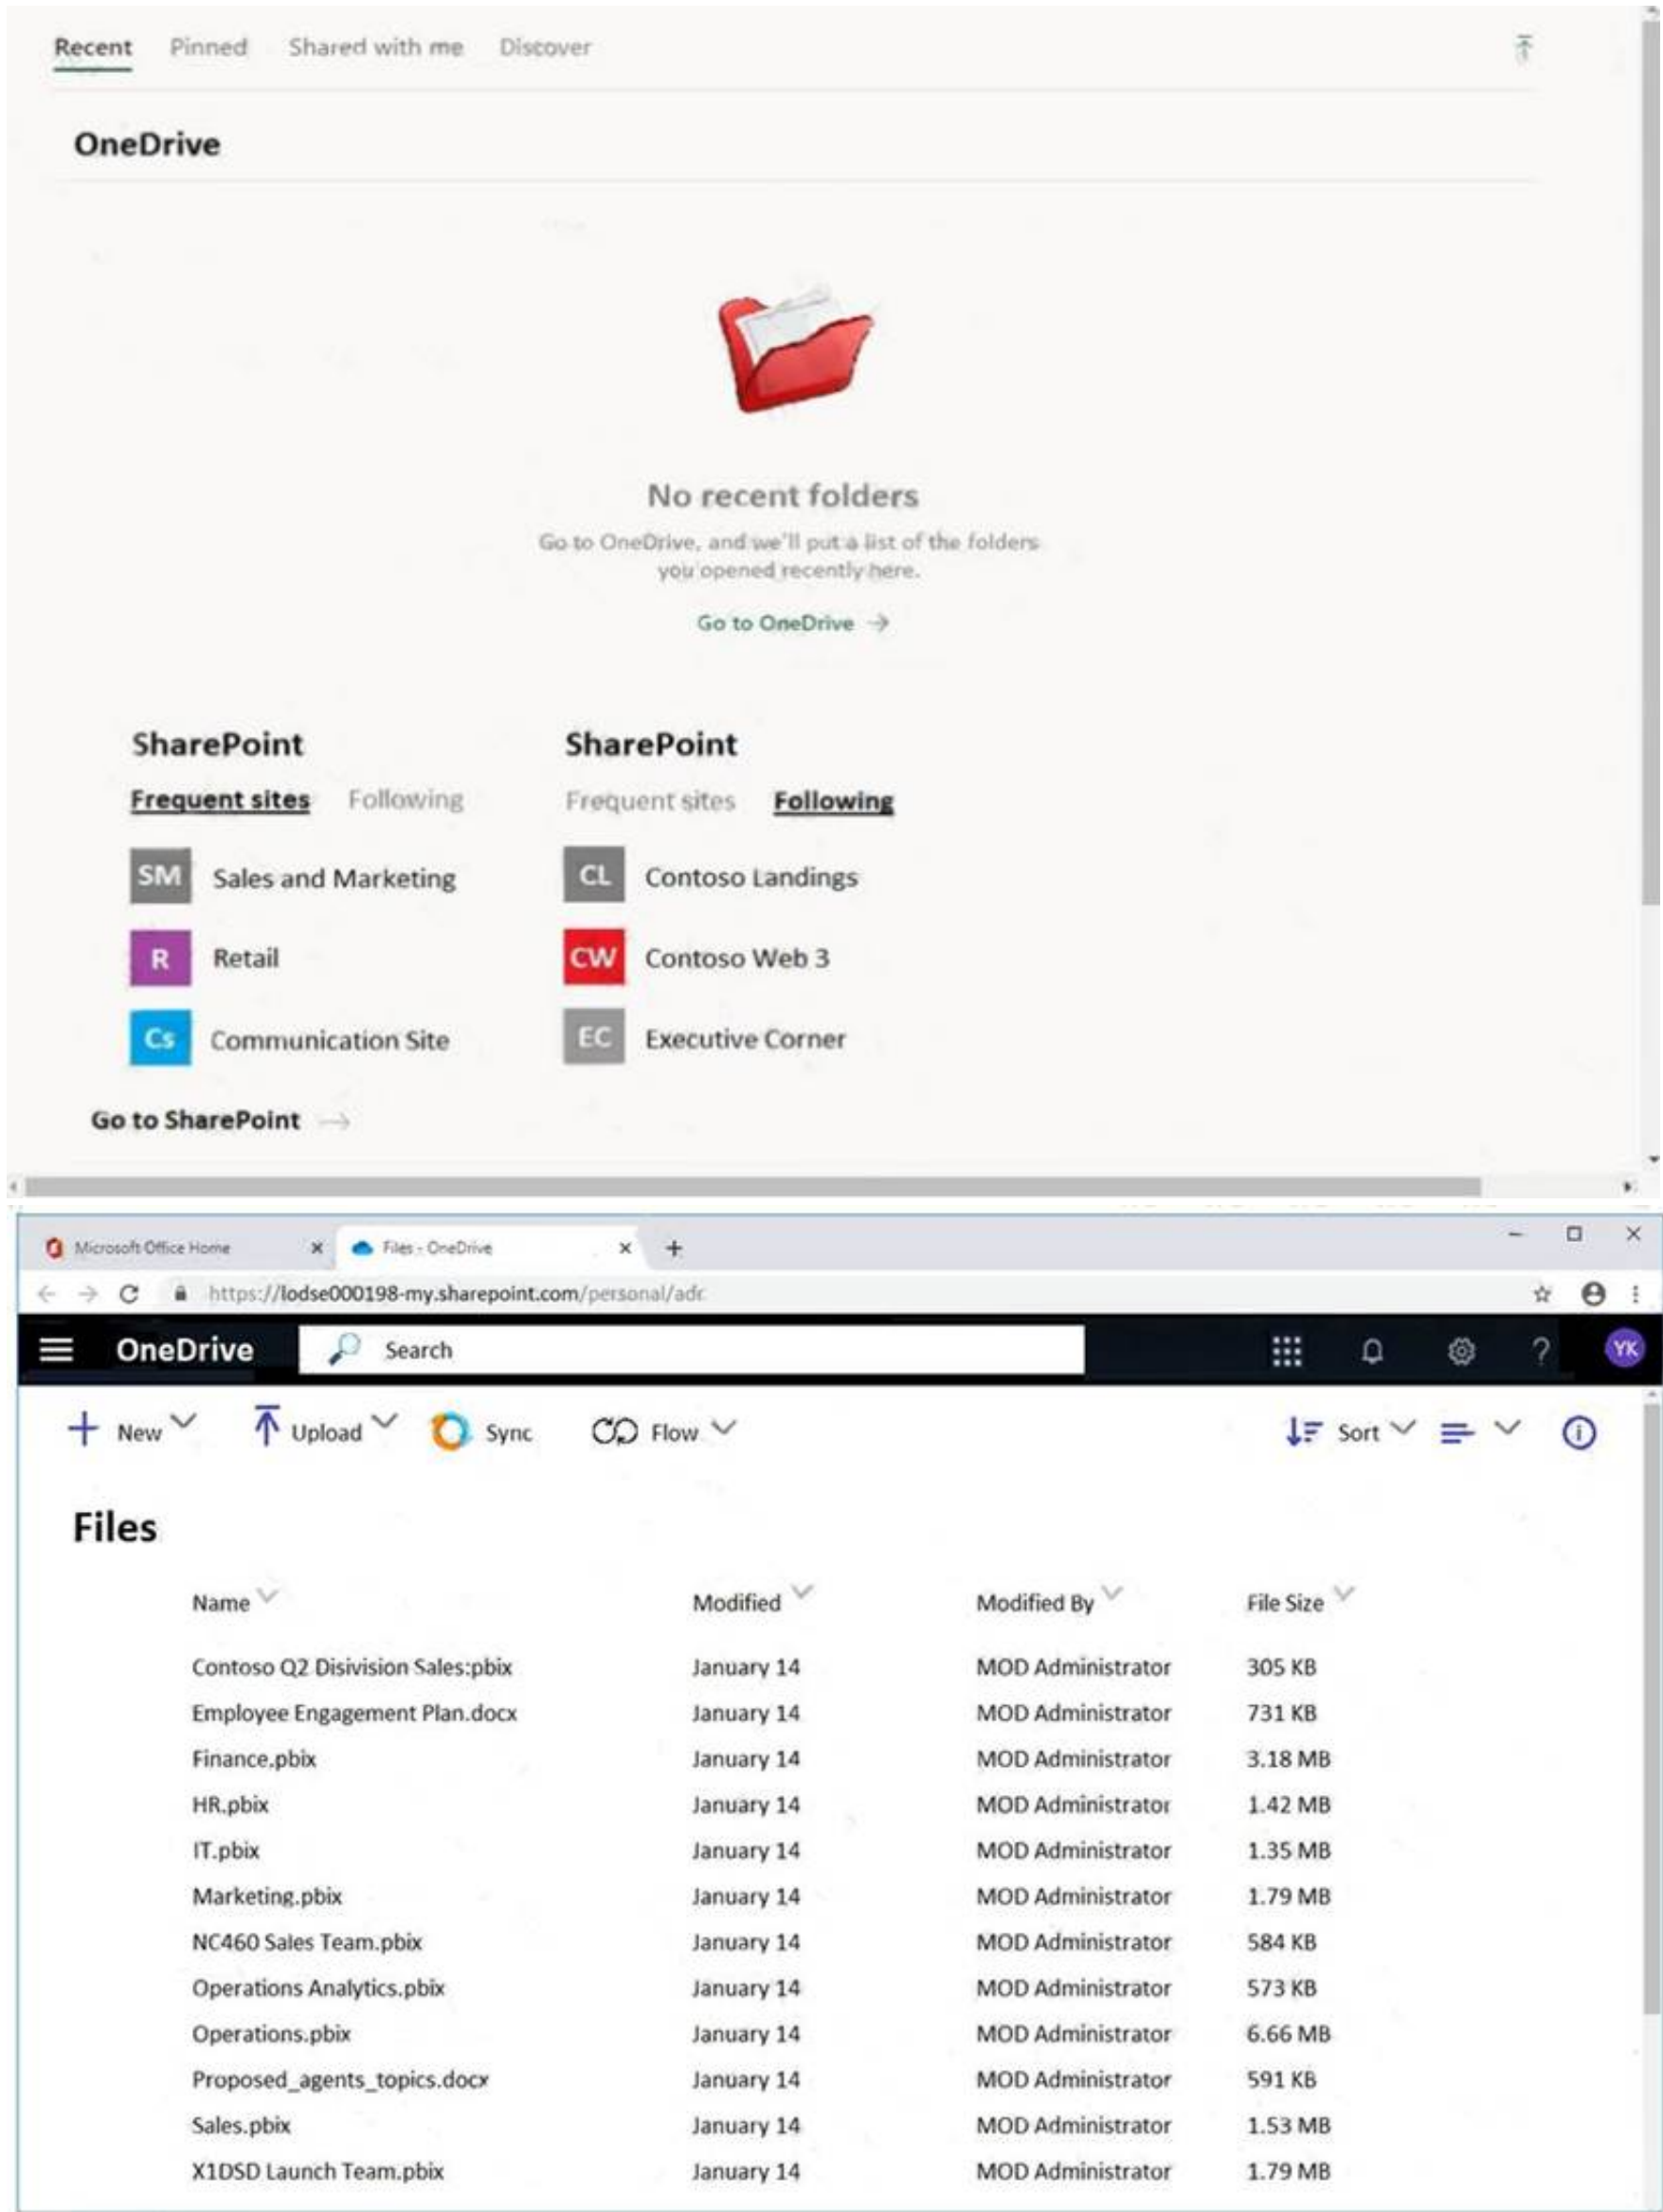 Recent Pinned Shared with me Discover
OneDrive
No recent folders
Go to OneDrive, and we'll put a list of the folders
you opened recently here.
Go to OneDrive →
SharePoint SharePoint
Frequent sites Following Frequent sites Following
SM Sales and Marketing CL Contoso Landings
R Retail CW Contoso Web 3
Cs Communication Site EC Executive Corner
Go to SharePoint →
Microsoft Office Home Files - OneDrive
https://lodse000198-my.sharepoint.com/personal/adr
OneDrive Search ? YK
New Upload Sync Flow Sort
Files
Name Modified Modified By File Size
Contoso Q2 Disivision Sales:pbix January 14 MOD Administrator 305 KB
Employee Engagement Plan.docx January 14 MOD Administrator 731 KB
Finance.pbix January 14 MOD Administrator 3.18 MB
HR.pbix January 14 MOD Administrator 1.42 MB
IT.pbix January 14 MOD Administrator 1.35 MB
Marketing.pbix January 14 MOD Administrator 1.79 MB
NC460 Sales Team.pbix January 14 MOD Administrator 584 KB
Operations Analytics.pbix January 14 MOD Administrator 573 KB
Operations.pbix January 14 MOD Administrator 6.66 MB
Proposed_agents_topics.docx January 14 MOD Administrator 591 KB
Sales.pbix January 14 MOD Administrator 1.53 MB
X1DSD Launch Team.pbix January 14 MOD Administrator 1.79 MB